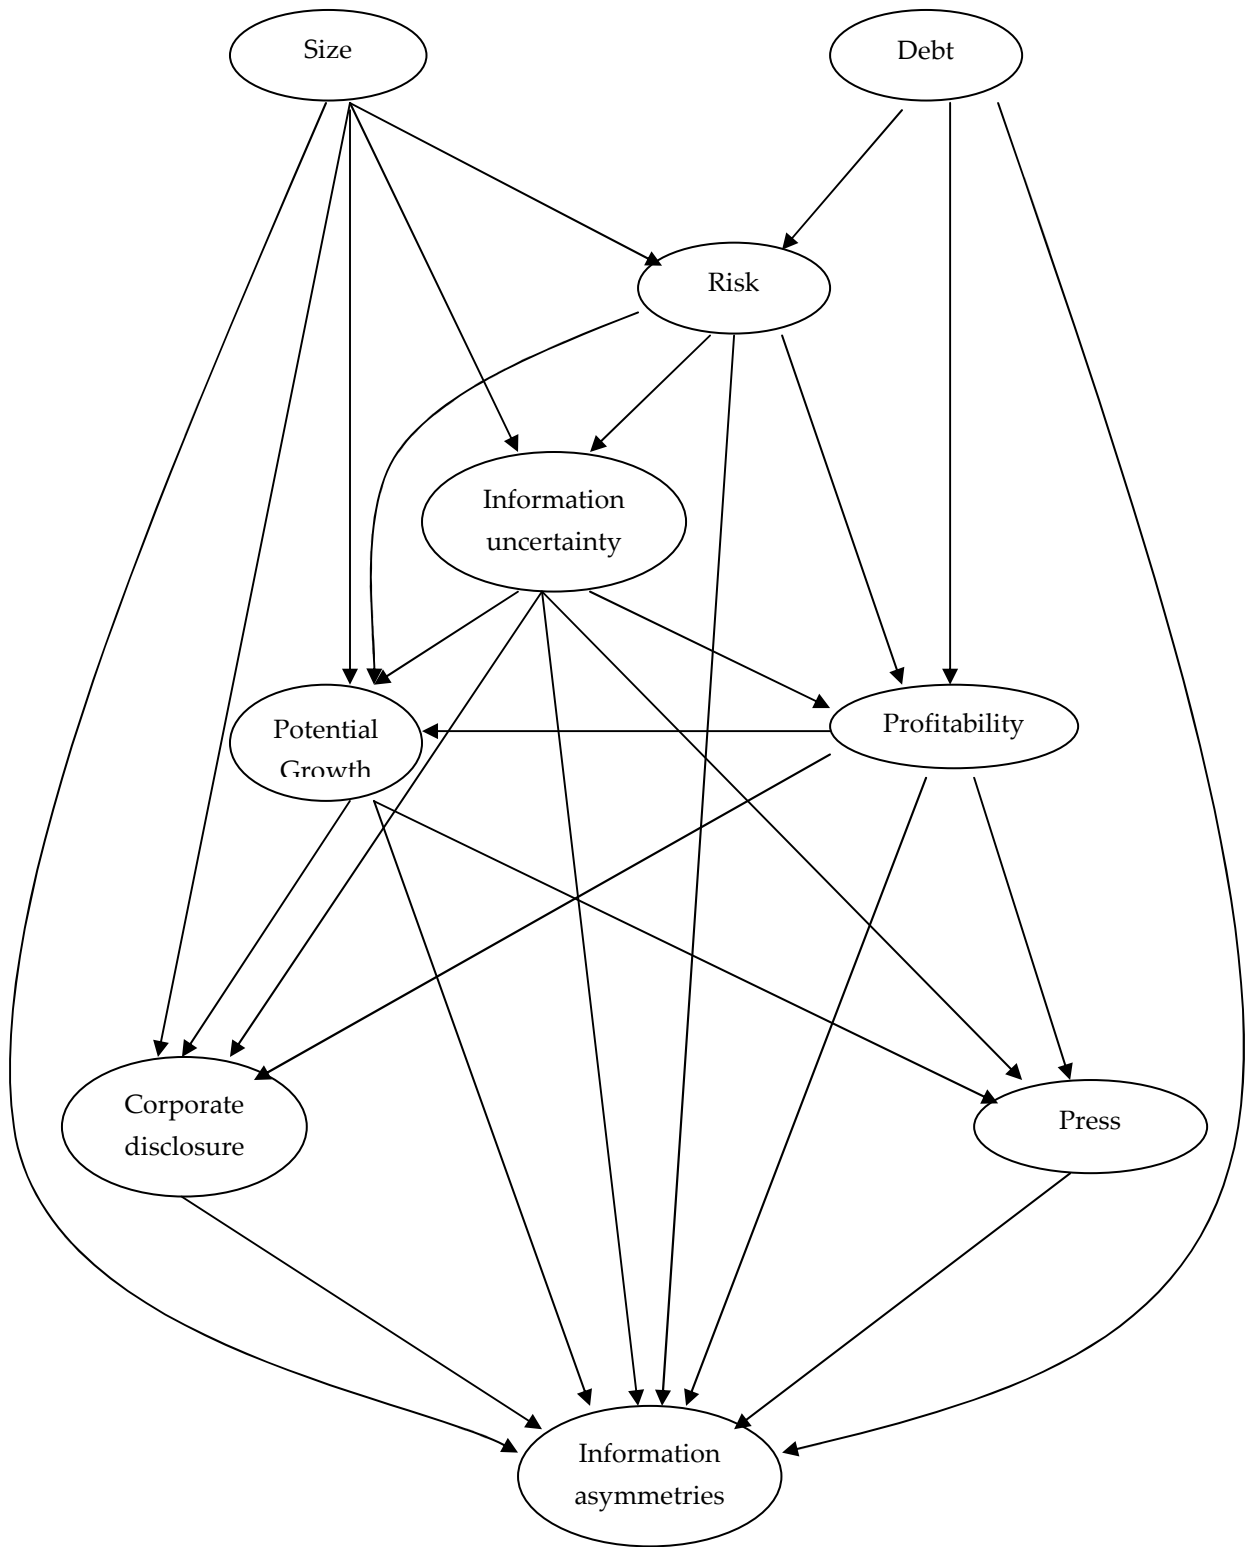 Size
Debt
Risk
Information
uncertainty
Potential
Growth
Profitability
Corporate
disclosure
Press
Information
asymmetries